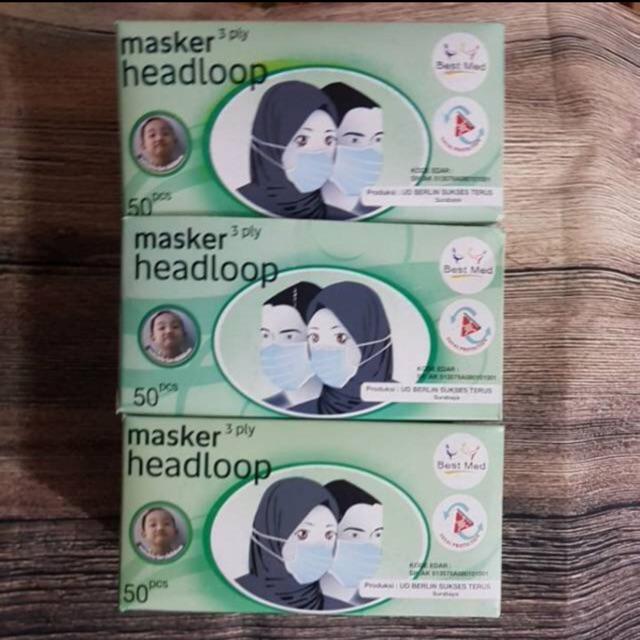 masker 3 ply
headloop
Best Med
50 pcs
KODE EDAR :
Produksi : UD BERLIN SUKSES TERUS
Surabaya
masker 3 ply
headloop
Best Med
50 pcs
KODE EDAR :
Produksi : UD BERLIN SUKSES TERUS
Surabaya
masker 3 ply
headloop
Best Med
50 pcs
KODE EDAR :
Produksi : UD BERLIN SUKSES TERUS
Surabaya